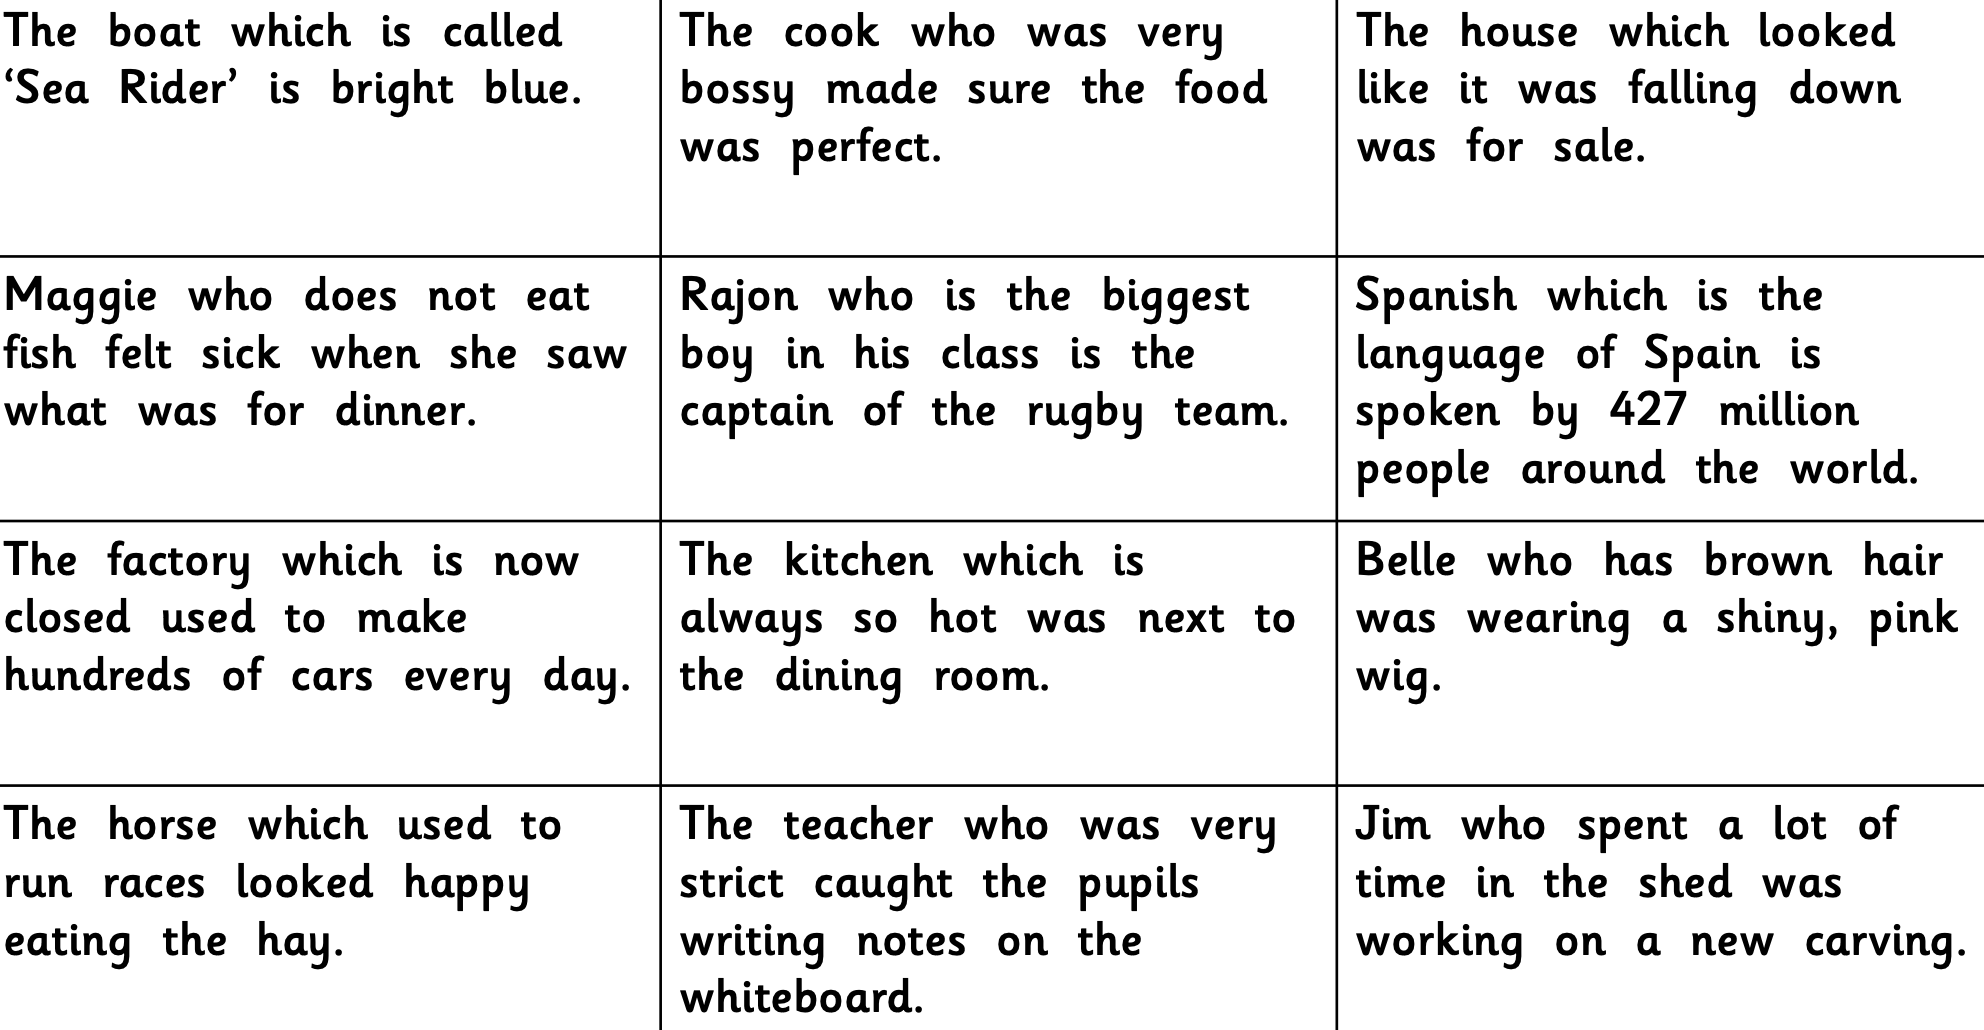 The boat which is called
‘Sea Rider’ is bright blue.
The cook who was very
bossy made sure the food
was perfect.
The house which looked
like it was falling down
was for sale.
Maggie who does not eat
fish felt sick when she saw
what was for dinner.
Rajon who is the biggest
boy in his class is the
captain of the rugby team.
Spanish which is the
language of Spain is
spoken by 427 million
people around the world.
The factory which is now
closed used to make
hundreds of cars every day.
The kitchen which is
always so hot was next to
the dining room.
Belle who has brown hair
was wearing a shiny, pink
wig.
The horse which used to
run races looked happy
eating the hay.
The teacher who was very
strict caught the pupils
writing notes on the
whiteboard.
Jim who spent a lot of
time in the shed was
working on a new carving.